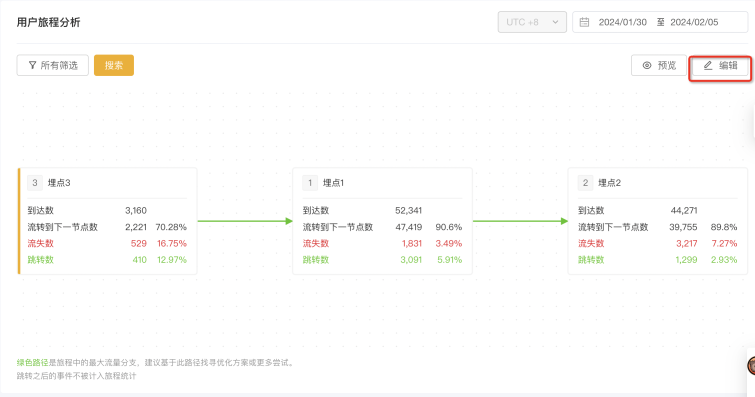 用户旅程分析
UTC +8
2024/01/30 至 2024/02/05
所有筛选
搜索
预览
编辑
3 埋点3
到达数 3,160
流转到下一节点数 2,221 70.28%
流失数 529 16.75%
跳转数 410 12.97%
1 埋点1
到达数 52,341
流转到下一节点数 47,419 90.6%
流失数 1,831 3.49%
跳转数 3,091 5.91%
2 埋点2
到达数 44,271
流转到下一节点数 39,755 89.8%
流失数 3,217 7.27%
跳转数 1,299 2.93%
绿色路径是旅程中的最大流量分支，建议基于此路径找寻优化方案或更多尝试。
跳转之后的事件不被计入旅程统计